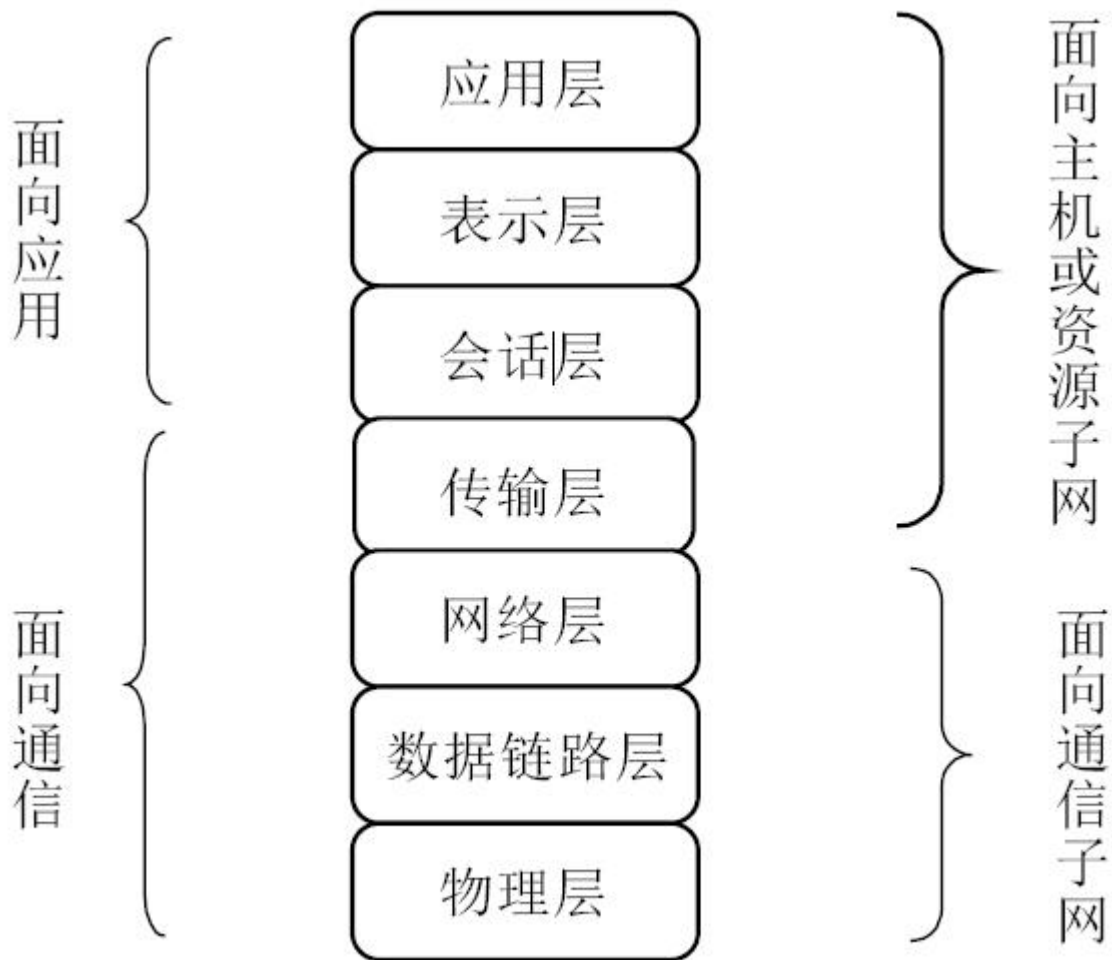 应用层
表示层
会话层
传输层
网络层
数据链路层
物理层
面向应用
面向通信
面向主机或资源子网
面向通信子网